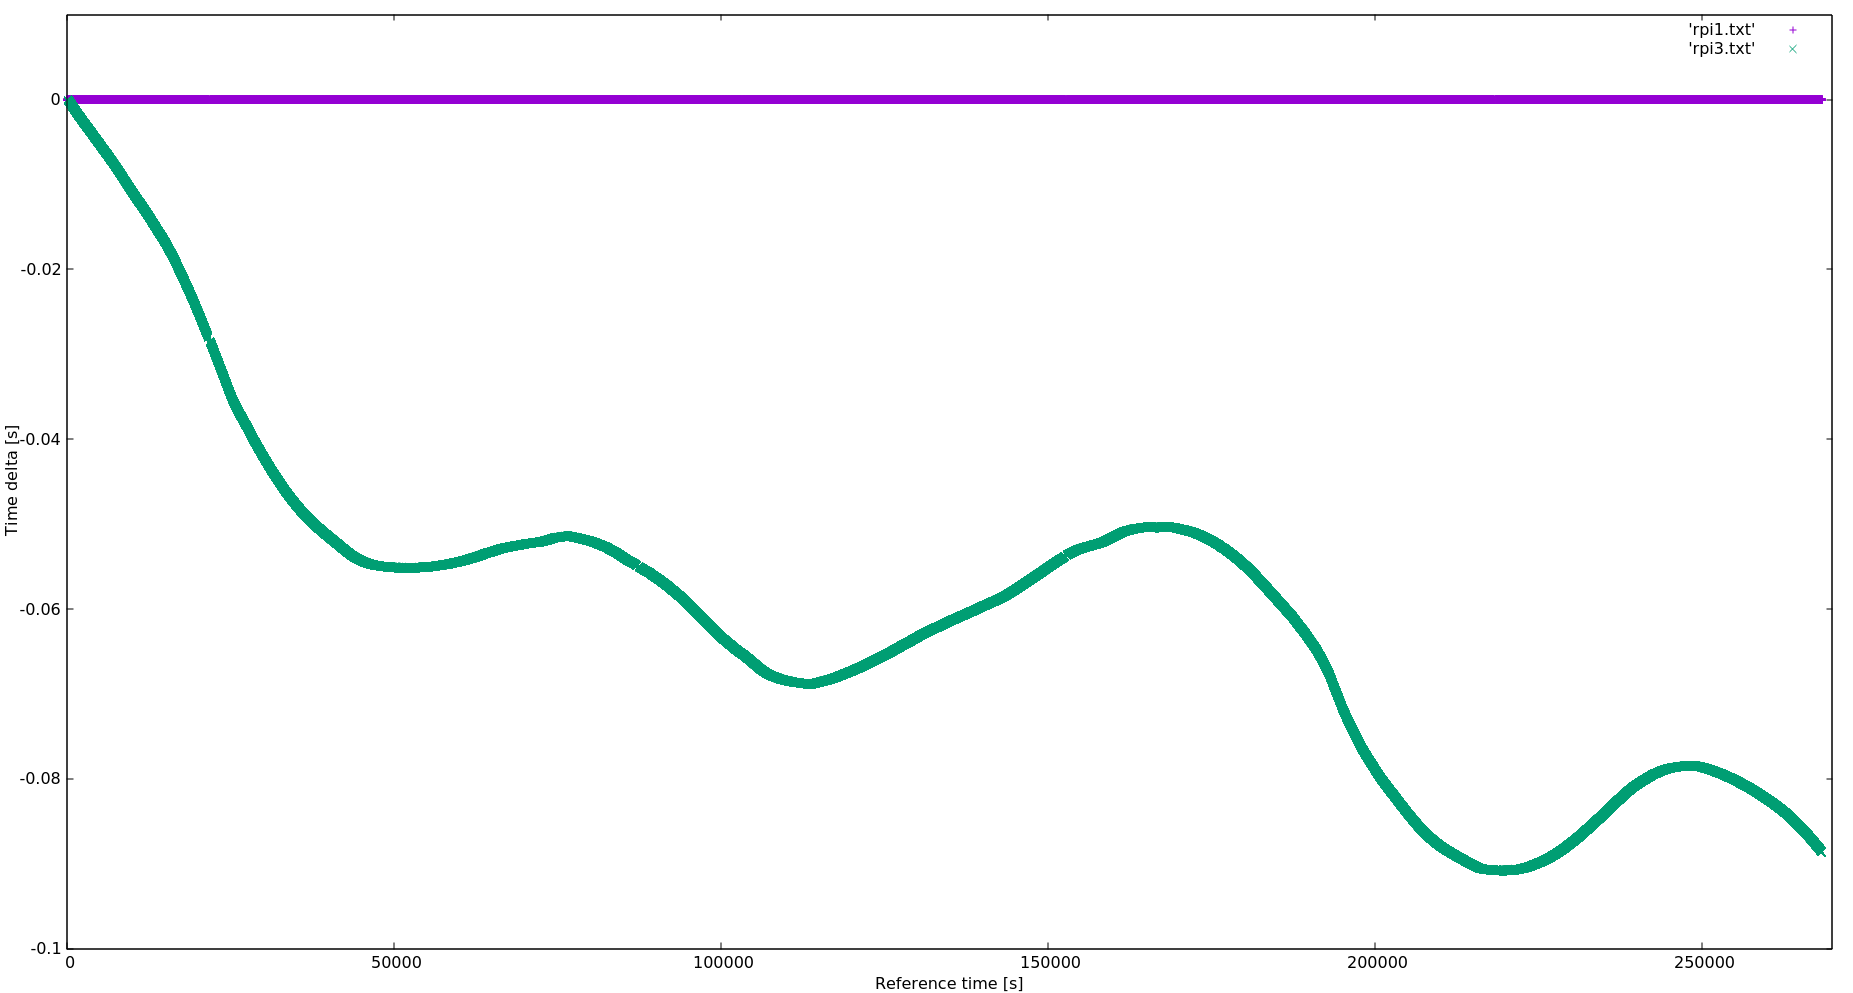 'rpi1.txt'
'rpi3.txt'
0
-0.02
-0.04
-0.06
-0.08
-0.1
Time delta [s]
0 50000 100000 150000 200000 250000
Reference time [s]